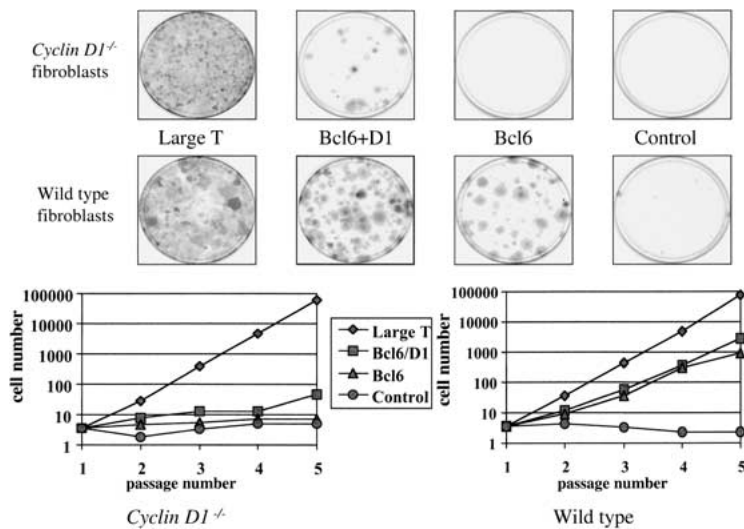 Cyclin D1-/-
fibroblasts
Large T
Bcl6+D1
Bcl6
Control
Wild type
fibroblasts
cell number
100000
10000
1000
100
10
1
1 2 3 4 5
passage number
Cyclin D1-/-
Large T
Bcl6/D1
Bcl6
Control
cell number
100000
10000
1000
100
10
1
1 2 3 4 5
passage number
Wild type